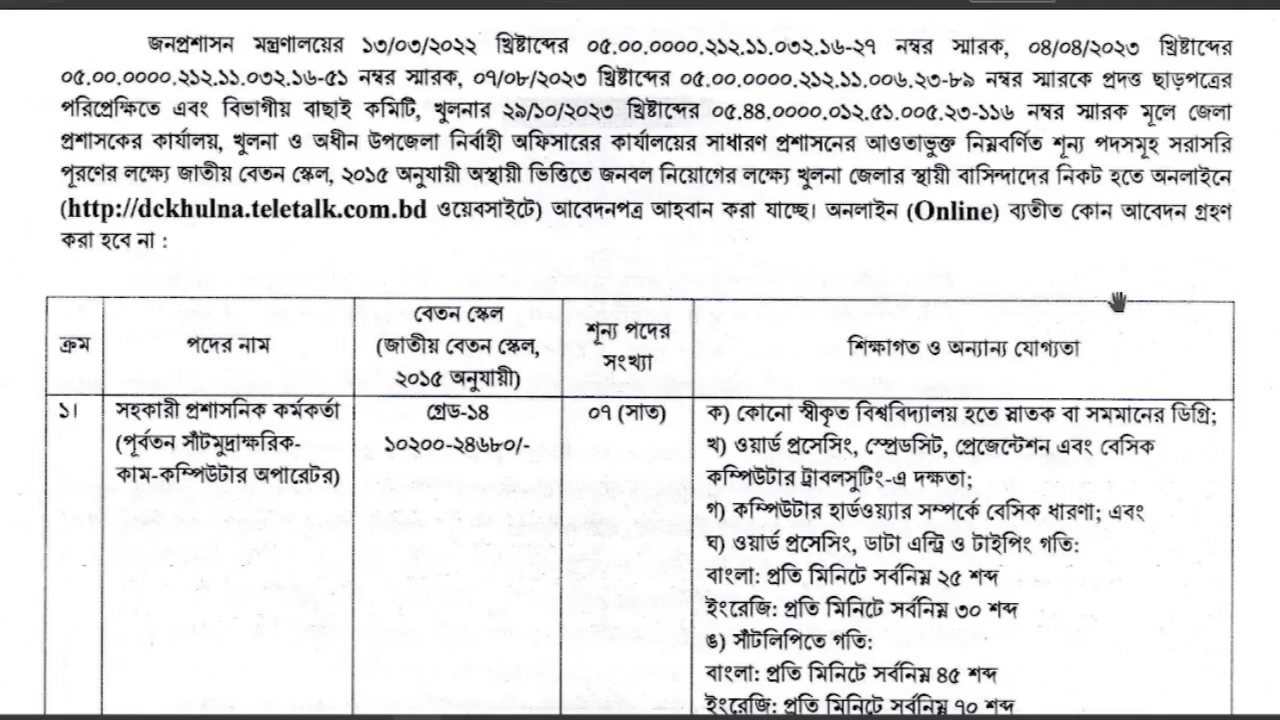 জনপ্রশাসন মন্ত্রণালয়ের ১৩/০৩/২০২২ খ্রিষ্টাব্দের ০৫.০০.০০০০.২১২.১১.০৩২.১৬-২৭ নম্বর স্মারক, ০৪/০৪/২০২৩ খ্রিষ্টাব্দের
০৫.০০.০০০০.২১২.১১.০৩২.১৬-৫১ নম্বর স্মারক, ০৭/০৮/২০২৩ খ্রিষ্টাব্দের ০৫.০০.০০০০.২১২.১১.০০৬.২৩-৮৯ নম্বর স্মারকে প্রদত্ত ছাড়পত্রের
পরিপ্রেক্ষিতে এবং বিভাগীয় বাছাই কমিটি, খুলনার ২৯/১০/২০২৩ খ্রিষ্টাব্দের ০৫.৪৪.০০০০.০১২.৫১.০০৫.২৩-১১৬ নম্বর স্মারক মূলে জেলা
প্রশাসকের কার্যালয়, খুলনা ও অধীন উপজেলা নির্বাহী অফিসারের কার্যালয়ের সাধারণ প্রশাসনের আওতাভুক্ত নিম্নবর্ণিত শূন্য পদসমূহ সরাসরি
পূরণের লক্ষ্যে জাতীয় বেতন স্কেল, ২০১৫ অনুযায়ী অস্থায়ী ভিত্তিতে জনবল নিয়োগের লক্ষ্যে খুলনা জেলার স্থায়ী বাসিন্দাদের নিকট হতে অনলাইনে
(http://dckhulna.teletalk.com.bd ওয়েবসাইটে) আবেদনপত্র আহবান করা যাচ্ছে। অনলাইন (Online) ব্যতীত কোন আবেদন গ্রহণ
করা হবে না :
ক্রম
পদের নাম
বেতন স্কেল
(জাতীয় বেতন স্কেল,
২০১৫ অনুযায়ী)
শূন্য পদের
সংখ্যা
শিক্ষাগত ও অন্যান্য যোগ্যতা
১।
সহকারী প্রশাসনিক কর্মকর্তা
(পূর্বতন সাঁটমুদ্রাক্ষরিক-
কাম-কম্পিউটার অপারেটর)
গ্রেড-১৪
১০২০০-২৪৬৮০/-
০৭ (সাত)
ক) কোনো স্বীকৃত বিশ্ববিদ্যালয় হতে স্নাতক বা সমমানের ডিগ্রি;
খ) ওয়ার্ড প্রসেসিং, স্প্রেডসিট, প্রেজেন্টেশন এবং বেসিক
কম্পিউটার ট্রাবলসুটিং-এ দক্ষতা;
গ) কম্পিউটার হার্ডওয়্যার সম্পর্কে বেসিক ধারণা; এবং
ঘ) ওয়ার্ড প্রসেসিং, ডাটা এন্ট্রি ও টাইপিং গতি:
বাংলা: প্রতি মিনিটে সর্বনিম্ন ২৫ শব্দ
ইংরেজি: প্রতি মিনিটে সর্বনিম্ন ৩০ শব্দ
ঙ) সাঁটলিপিতে গতি:
বাংলা: প্রতি মিনিটে সর্বনিম্ন ৪৫ শব্দ
ইংরেজি: প্রতি মিনিটে সর্বনিম্ন ৭০ শব্দ